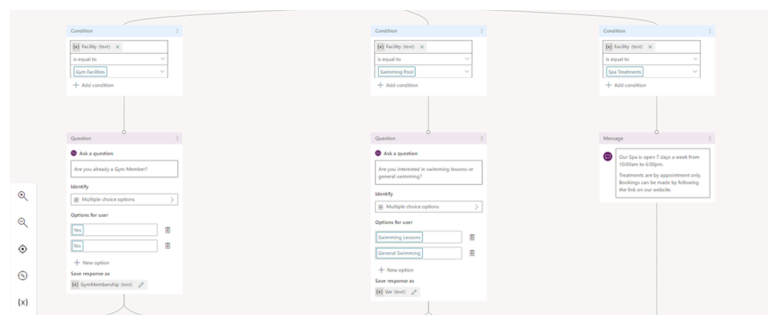 Condition
{x} Facility (text) ×
is equal to
Gym Facilities
+ Add condition
Question
Ask a question
Are you already a Gym Member?
Identify
Multiple choice options
Options for user
Yes
No
+ New option
Save response as
{x} GymMembership (text)
Condition
{x} Facility (text) ×
is equal to
Swimming Pool
+ Add condition
Question
Ask a question
Are you interested in swimming lessons or
general swimming?
Identify
Multiple choice options
Options for user
Swimming Lessons
General Swimming
+ New option
Save response as
{x} Var (text)
Condition
{x} Facility (text) ×
is equal to
Spa Treatments
+ Add condition
Message
Our Spa is open 7 days a week from
10:00am to 6:00pm.
Treatments are by appointment only.
Bookings can be made by following
the link on our website.
{x}